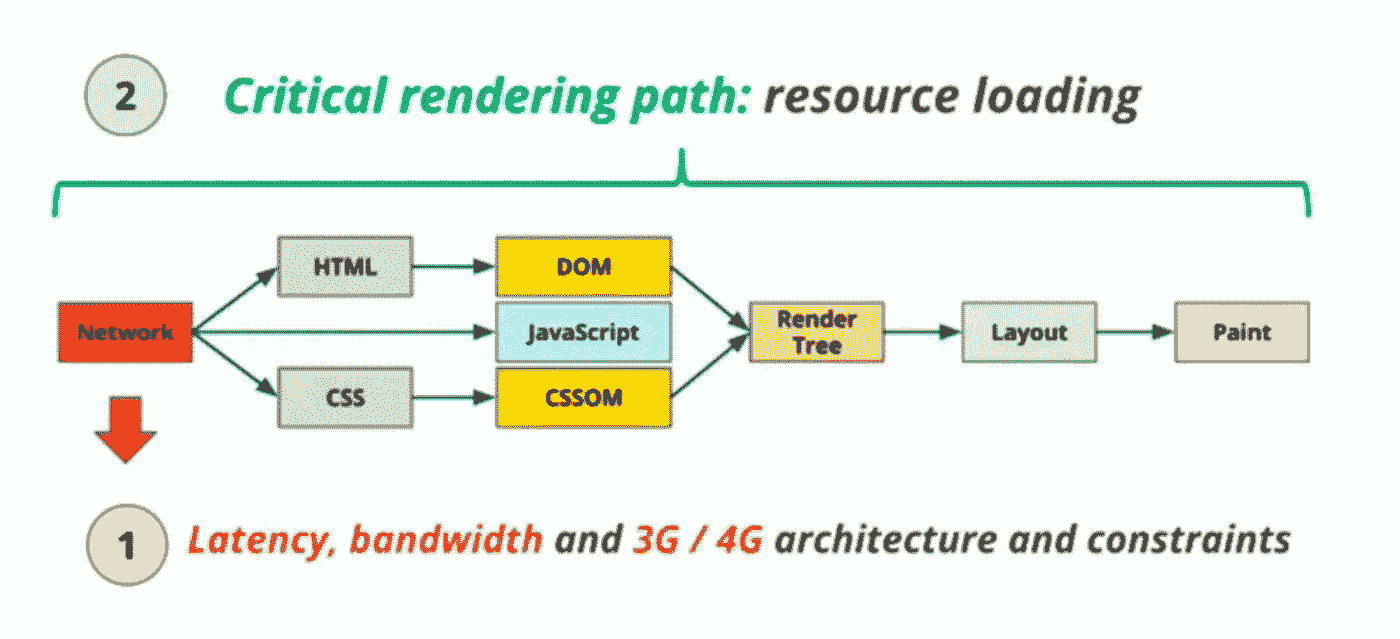 2
Critical rendering path: resource loading
HTML
DOM
Network
JavaScript
Render
Tree
Layout
Paint
CSS
CSSOM
1
Latency, bandwidth and 3G / 4G architecture and constraints